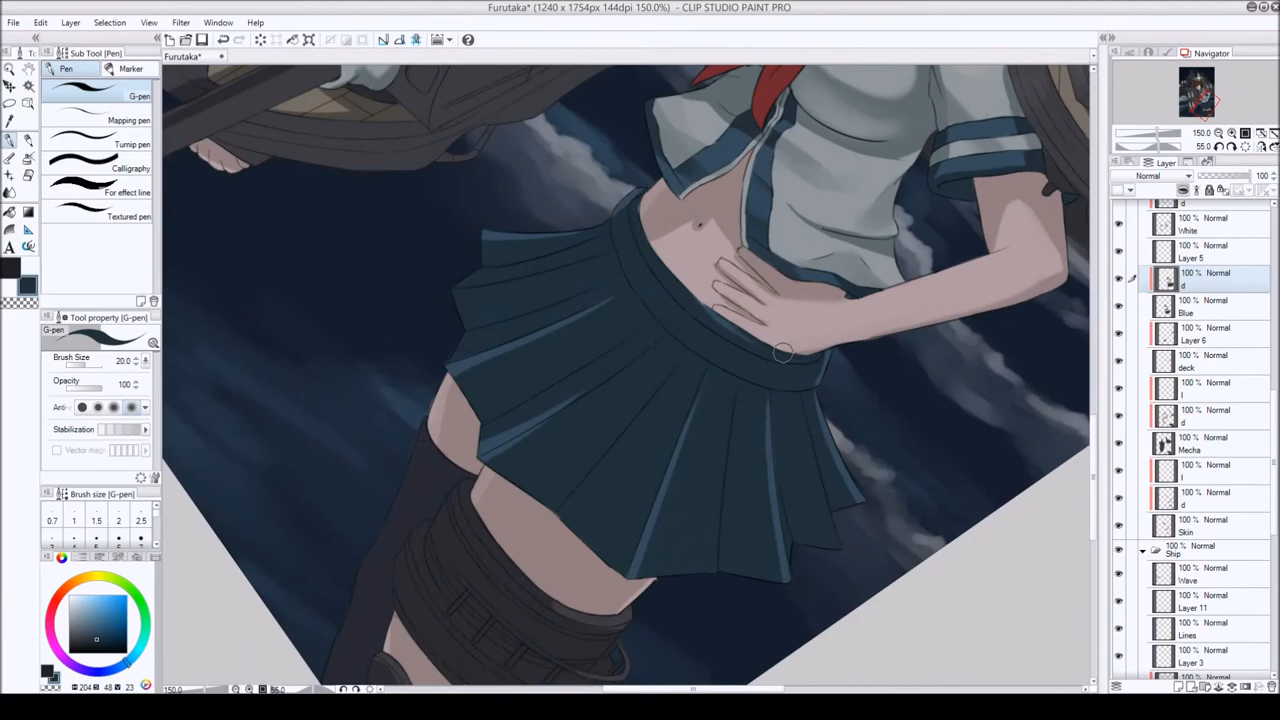 Furutaka* (1240 x 1754px 144dpi 150.0%) - CLIP STUDIO PAINT PRO
File Edit Layer Selection View Filter Window Help
Furutaka*
Sub Tool [Pen]
Pen Marker
G-pen
Mapping pen
Turnip pen
Calligraphy
For effect line
Textured pen
Tool property [G-pen]
G-pen
Brush Size 20.0
Opacity 100
Anti-
Stabilization
Vector mag
Brush size [G-pen]
0.7 1 1.5 2 2.5
3
204 48 23
150.0
55.0
Navigator
150.0
55.0
Layer
Normal 100
d
100 % Normal
White
100 % Normal
Layer 5
100 % Normal
d
100 % Normal
Blue
100 % Normal
Layer 6
100 % Normal
deck
100 % Normal
l
100 % Normal
d
100 % Normal
Mecha
100 % Normal
l
100 % Normal
d
100 % Normal
Skin
100 % Normal
Ship
100 % Normal
Wave
100 % Normal
Layer 11
100 % Normal
Lines
100 % Normal
Layer 3
100 % Normal